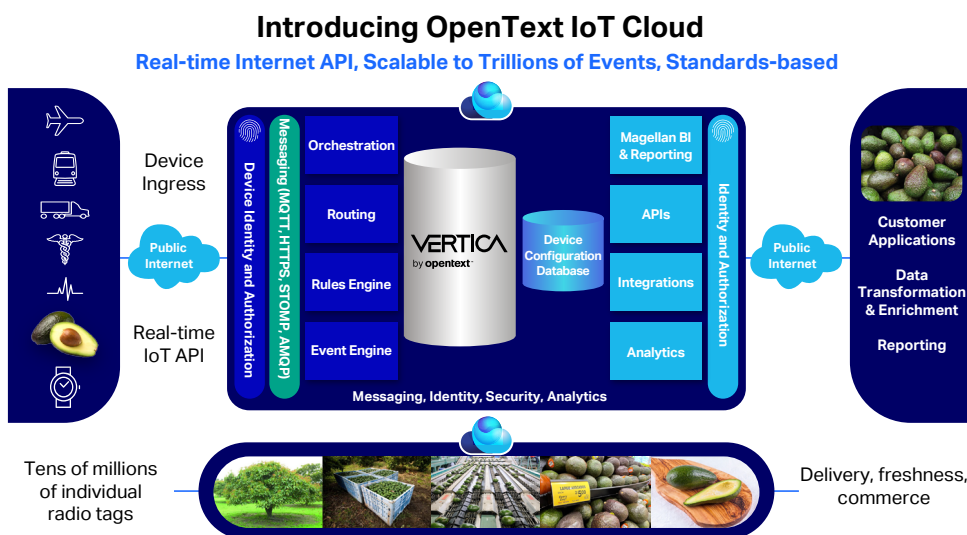 Introducing OpenText IoT Cloud
Real-time Internet API, Scalable to Trillions of Events, Standards-based
Device
Ingress
Public
Internet
Real-time
IoT API
Device Identity and Authorization
Messaging (MQTT, HTTPS, STOMP, AMQP)
Orchestration
Routing
Rules Engine
Event Engine
VERTICA
by opentext™
Device
Configuration
Database
Magellan BI
& Reporting
APIs
Integrations
Analytics
Identity and Authorization
Messaging, Identity, Security, Analytics
Public
Internet
Customer
Applications
Data
Transformation
& Enrichment
Reporting
Tens of millions
of individual
radio tags
Delivery, freshness,
commerce